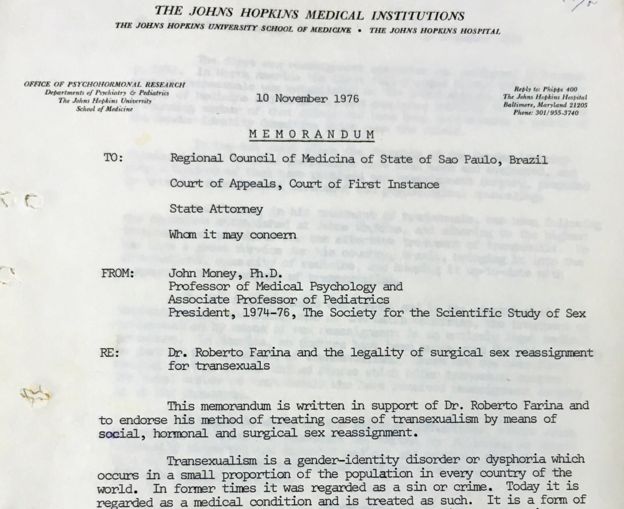 THE JOHNS HOPKINS MEDICAL INSTITUTIONS
THE JOHNS HOPKINS UNIVERSITY SCHOOL OF MEDICINE • THE JOHNS HOPKINS HOSPITAL
OFFICE OF PSYCHOHORMONAL RESEARCH
Departments of Psychiatry & Pediatrics
The Johns Hopkins University
School of Medicine
10 November 1976
Reply to: Phipps 400
The Johns Hopkins Hospital
Baltimore, Maryland 21205
Phone: 301/955-3740
MEMORANDUM
TO: Regional Council of Medicina of State of Sao Paulo, Brazil
Court of Appeals, Court of First Instance
State Attorney
Whom it may concern
FROM: John Money, Ph.D.
Professor of Medical Psychology and
Associate Professor of Pediatrics
President, 1974-76, The Society for the Scientific Study of Sex
RE: Dr. Roberto Farina and the legality of surgical sex reassignment
for transexuals
This memorandum is written in support of Dr. Roberto Farina and
to endorse his method of treating cases of transexualism by means of
social, hormonal and surgical sex reassignment.
Transexualism is a gender-identity disorder or dysphoria which
occurs in a small proportion of the population in every country of the
world. In former times it was regarded as a sin or crime. Today it is
regarded as a medical condition and is treated as such. It is a form of